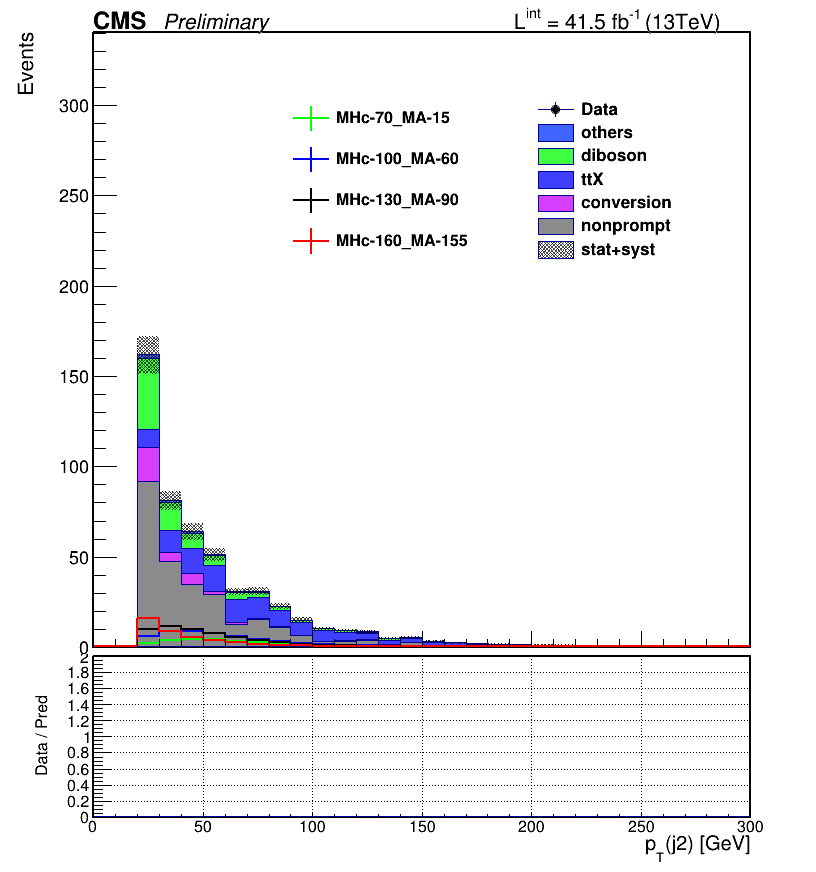 CMS Preliminary L^int = 41.5 fb^-1 (13TeV)
Events
300
250
200
150
100
50
0
MHc-70_MA-15
MHc-100_MA-60
MHc-130_MA-90
MHc-160_MA-155
Data
others
diboson
ttX
conversion
nonprompt
stat+syst
Data / Pred
2
1.8
1.6
1.4
1.2
1
0.8
0.6
0.4
0.2
0
0 50 100 150 200 250 300
p_T(j2) [GeV]